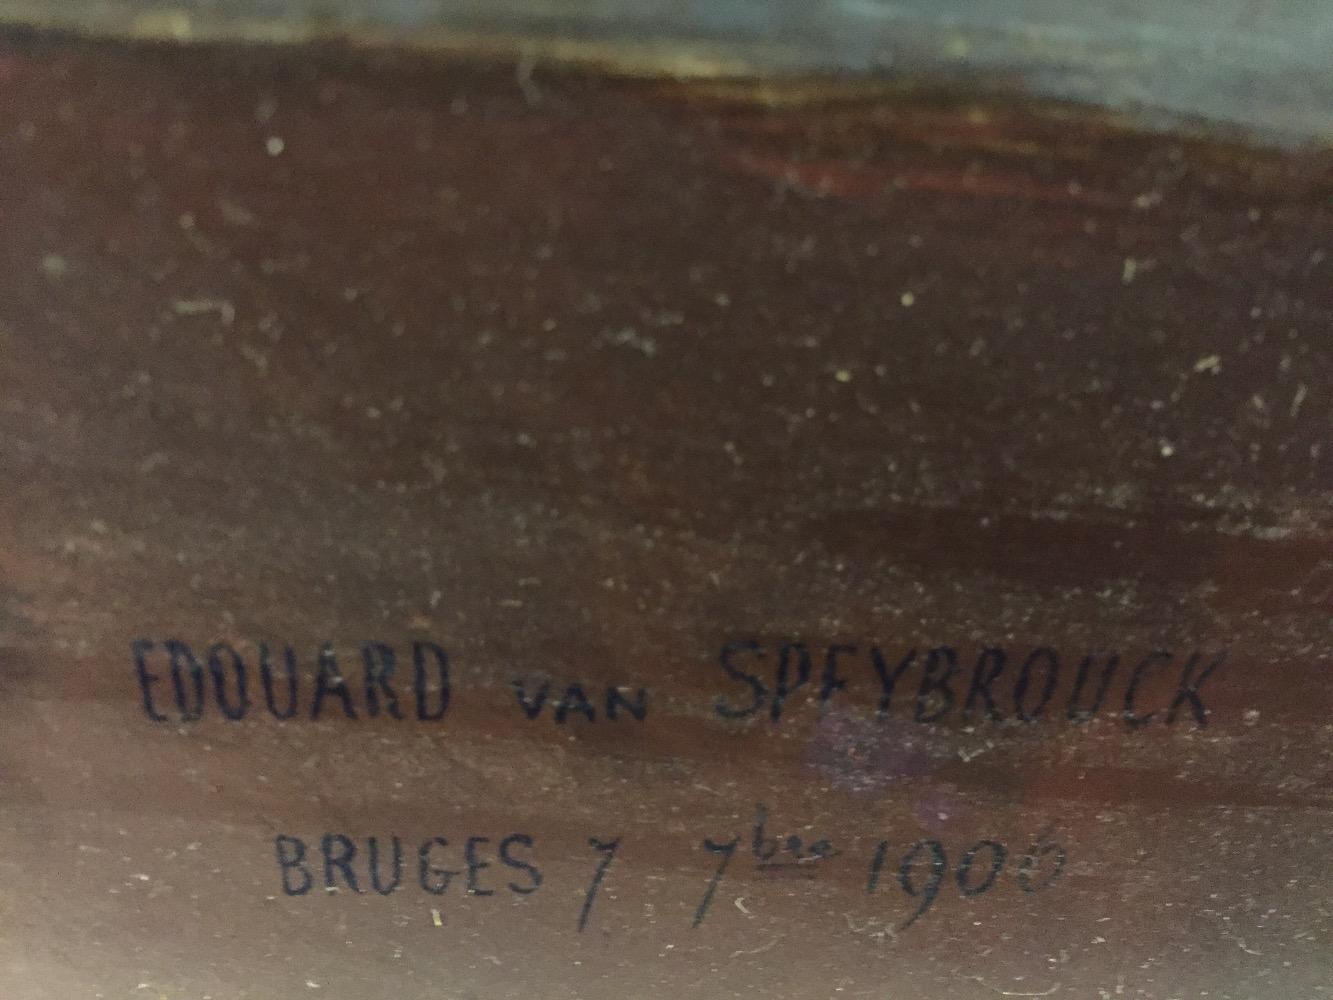 EDOUARD VAN SPEYBROUCK
BRUGES 7 7bre 1900